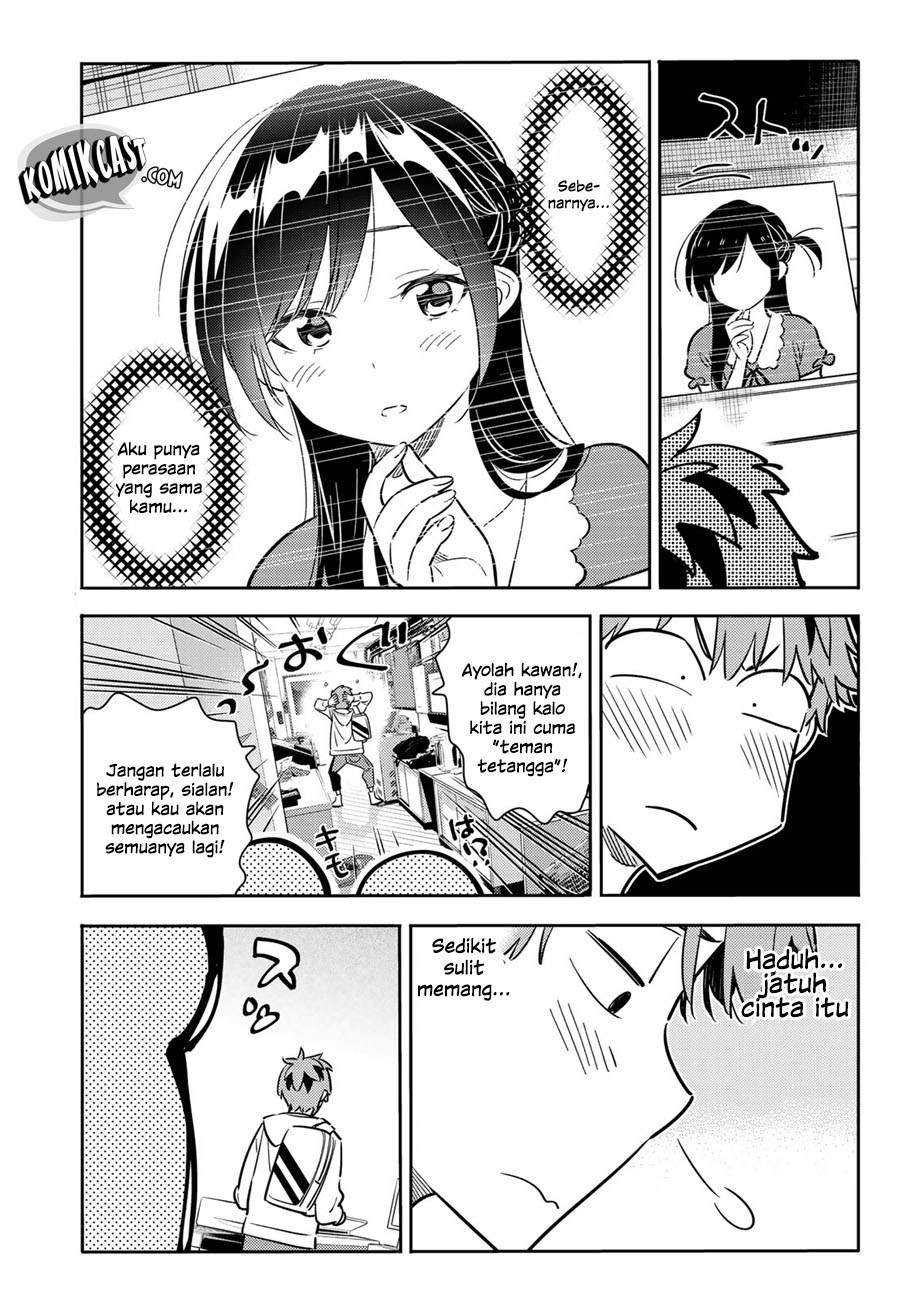 スト
KOMIKCAST
.COM
Sebe-
narnya...
Aku punya
perasaan
yang sama
kamu...
Ayolah kawan!,
dia hanya
bilang kalo
kita ini cuma
"teman
tetangga"!
Jangan terlalu
berharap, sialan!
atau kau akan
mengacaukan
semuanya lagi!
は!?
キモ
Haduh...
jatuh
cinta itu
Sedikit
sulit
memang...
スッ